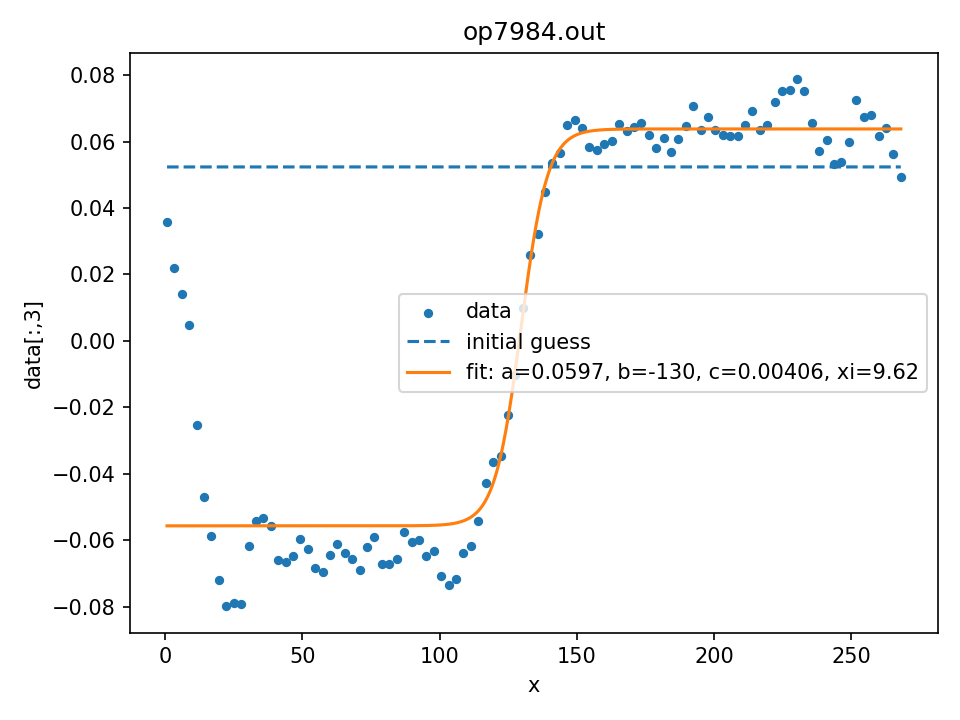 op7984.out
0.08
0.06
0.04
0.02
0.00
−0.02
−0.04
−0.06
−0.08
data[:,3]
data
initial guess
fit: a=0.0597, b=-130, c=0.00406, xi=9.62
0 50 100 150 200 250
x